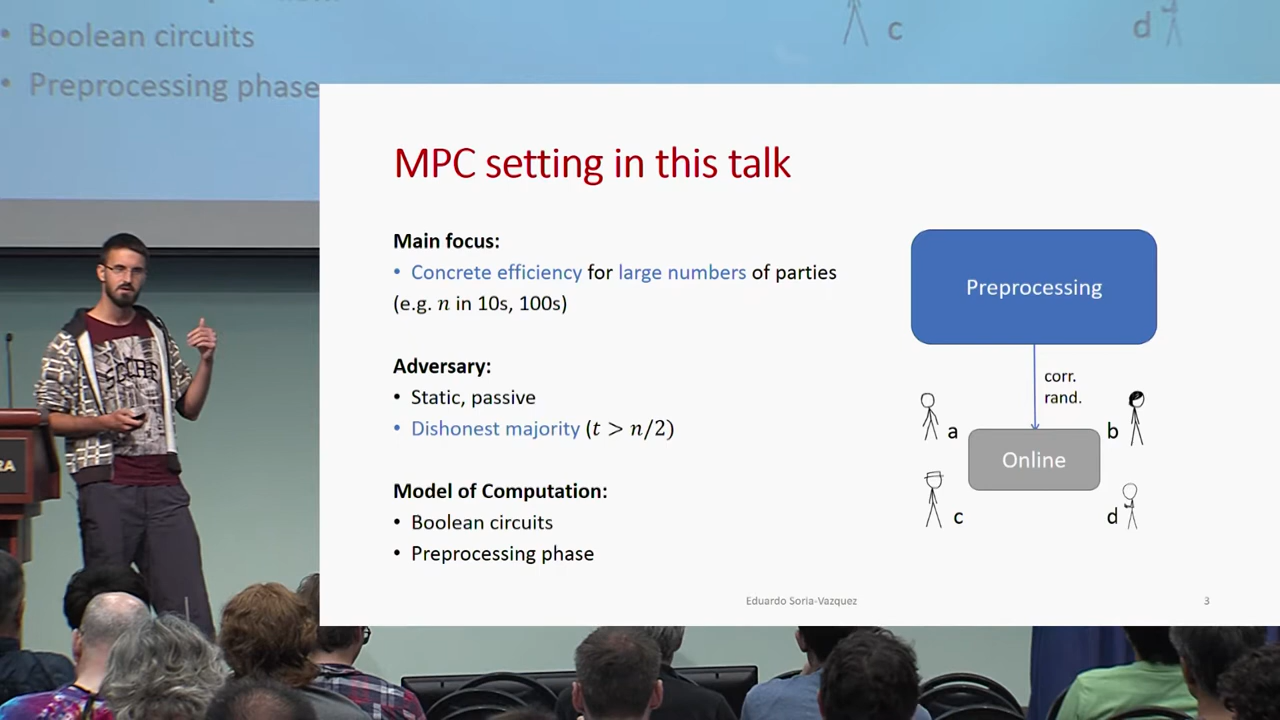 • Boolean circuits
• Preprocessing phase
c
d
MPC setting in this talk
Main focus:
• Concrete efficiency for large numbers of parties
(e.g. n in 10s, 100s)
Adversary:
• Static, passive
• Dishonest majority (t > n/2)
Model of Computation:
• Boolean circuits
• Preprocessing phase
Preprocessing
corr.
rand.
a
b
Online
c
d
Eduardo Soria-Vazquez
3